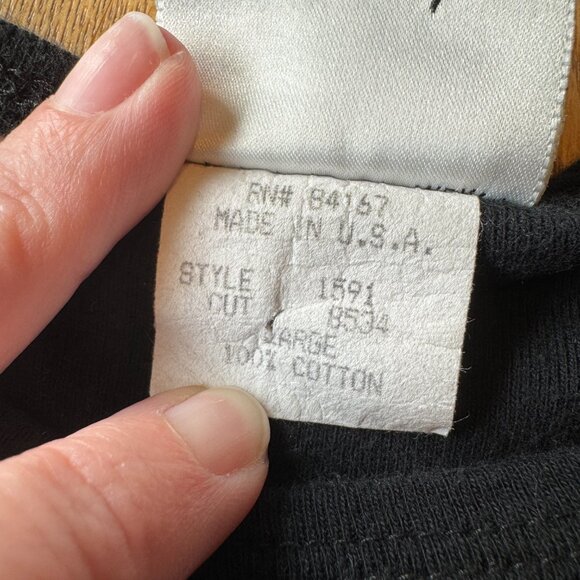 RN# 84167
MADE IN U.S.A.
STYLE 1591
CUT 8534
LARGE
100% COTTON